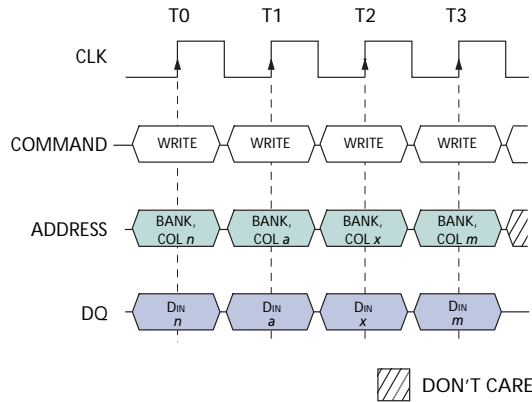 T0 T1 T2 T3
CLK
COMMAND WRITE WRITE WRITE WRITE
ADDRESS BANK, COL n BANK, COL a BANK, COL x BANK, COL m
DQ DIN n DIN a DIN x DIN m
DON'T CARE